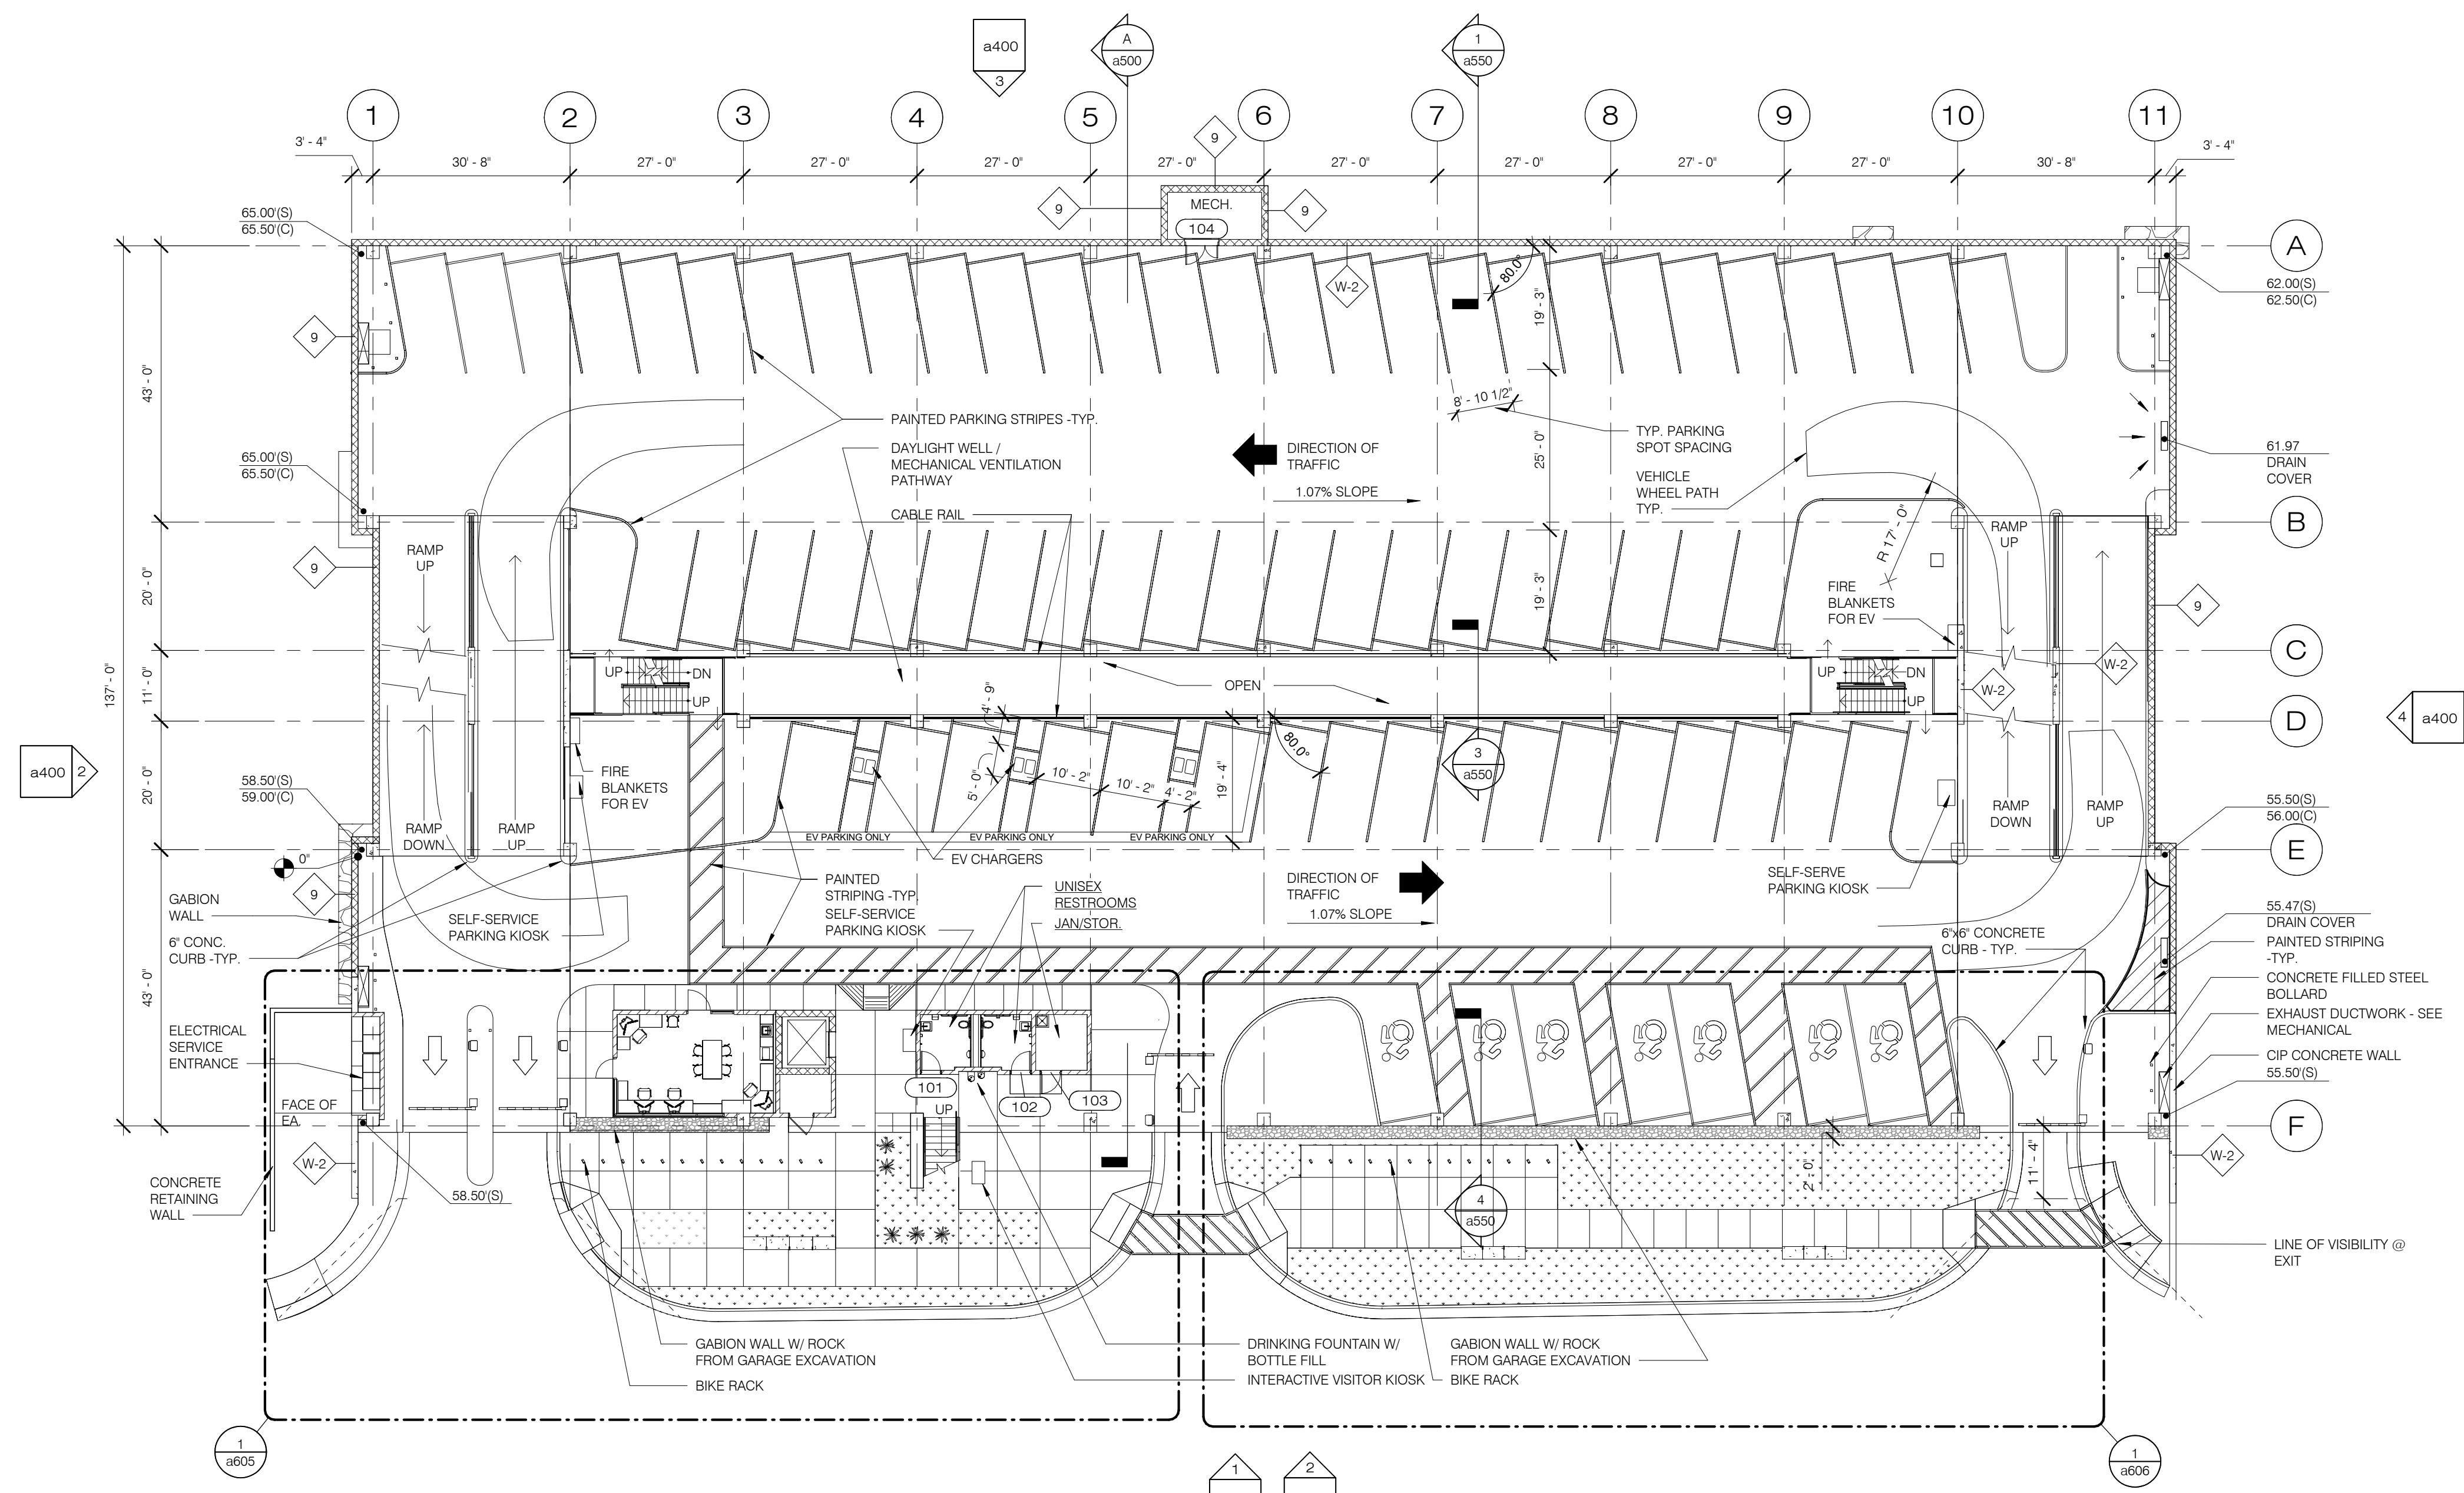 a400
3
A
a500
1
a550
1
2
3
4
5
6
7
8
9
10
11
3' - 4"
30' - 8"
27' - 0"
27' - 0"
27' - 0"
27' - 0"
27' - 0"
27' - 0"
27' - 0"
27' - 0"
30' - 8"
3' - 4"
9
9
9
MECH.
104
65.00'(S)
65.50'(C)
A
W-2
80.0°
19' - 3"
62.00(S)
62.50(C)
9
43' - 0"
8' - 10 1/2"
PAINTED PARKING STRIPES -TYP.
DAYLIGHT WELL /
MECHANICAL VENTILATION
PATHWAY
CABLE RAIL
DIRECTION OF
TRAFFIC
1.07% SLOPE
25' - 0"
TYP. PARKING
SPOT SPACING
VEHICLE
WHEEL PATH
TYP.
61.97
DRAIN
COVER
65.00'(S)
65.50'(C)
B
RAMP
UP
R 17' - 0"
RAMP
UP
9
20' - 0"
19' - 3"
FIRE
BLANKETS
FOR EV
9
C
137' - 0"
11' - 0"
UP
DN
UP
OPEN
UP
DN
UP
W-2
W-2
D
4
a400
a400
2
4' - 9"
5' - 0"
10' - 2"
10' - 2"
4' - 2"
19' - 4"
80.0°
3
a550
20' - 0"
58.50'(S)
59.00'(C)
FIRE
BLANKETS
FOR EV
RAMP
DOWN
RAMP
UP
EV PARKING ONLY
EV PARKING ONLY
EV PARKING ONLY
EV CHARGERS
RAMP
DOWN
RAMP
UP
55.50(S)
56.00(C)
E
0"
9
GABION
WALL
6" CONC.
CURB -TYP.
SELF-SERVICE
PARKING KIOSK
PAINTED
STRIPING -TYP.
SELF-SERVICE
PARKING KIOSK
UNISEX
RESTROOMS
JAN/STOR.
DIRECTION OF
TRAFFIC
1.07% SLOPE
SELF-SERVE
PARKING KIOSK
6"x6" CONCRETE
CURB - TYP.
55.47(S)
DRAIN COVER
PAINTED STRIPING
-TYP.
CONCRETE FILLED STEEL
BOLLARD
EXHAUST DUCTWORK - SEE
MECHANICAL
CIP CONCRETE WALL
55.50'(S)
43' - 0"
ELECTRICAL
SERVICE
ENTRANCE
FACE OF
EA.
101
102
103
UP
F
W-2
CONCRETE
RETAINING
WALL
58.50'(S)
4
a550
2' - 0"
11' - 4"
W-2
LINE OF VISIBILITY @
EXIT
GABION WALL W/ ROCK
FROM GARAGE EXCAVATION
BIKE RACK
DRINKING FOUNTAIN W/
BOTTLE FILL
INTERACTIVE VISITOR KIOSK
GABION WALL W/ ROCK
FROM GARAGE EXCAVATION
BIKE RACK
1
a605
1
2
1
a606